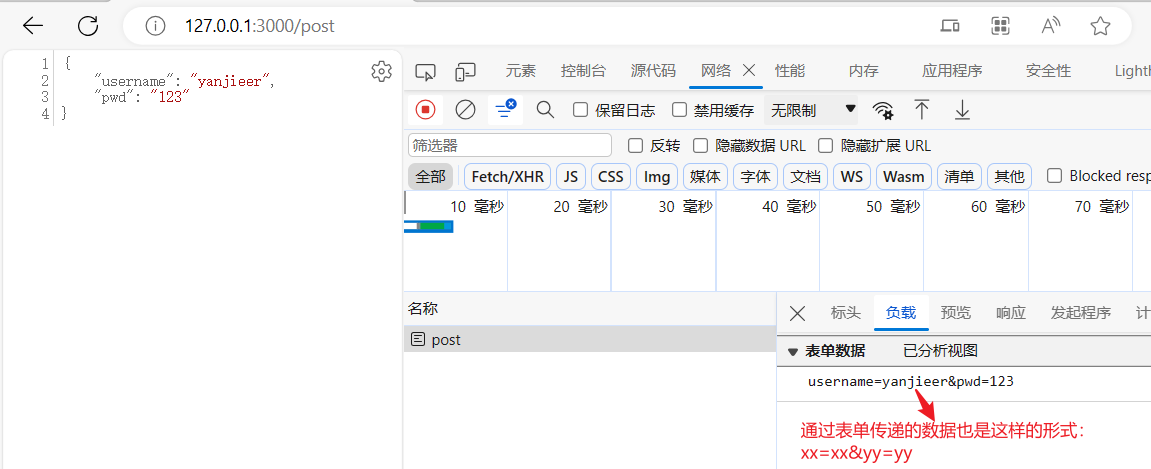 127.0.0.1:3000/post
1 {
2 "username": "yanjieer",
3 "pwd": "123"
4 }
元素 控制台 源代码 网络 性能 内存 应用程序 安全性 Lighth
保留日志 禁用缓存 无限制
筛选器 反转 隐藏数据 URL 隐藏扩展 URL
全部 Fetch/XHR JS CSS Img 媒体 字体 文档 WS Wasm 清单 其他 Blocked resp
10 毫秒 20 毫秒 30 毫秒 40 毫秒 50 毫秒 60 毫秒 70 毫秒
名称
post
标头 负载 预览 响应 发起程序 计
表单数据 已分析视图
username=yanjieer&pwd=123
通过表单传递的数据也是这样的形式：
xx=xx&yy=yy